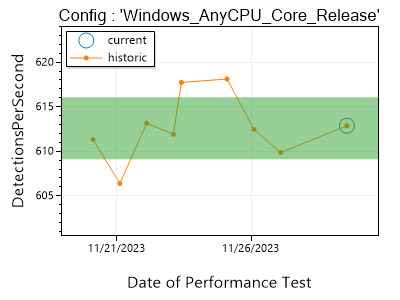 Config : 'Windows_AnyCPU_Core_Release'
current
historic
DetectionsPerSecond
620
615
610
605
11/21/2023
11/26/2023
Date of Performance Test